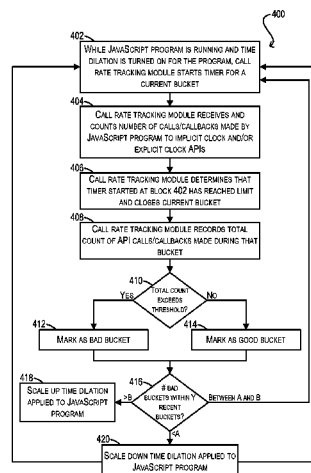 400
402
WHILE JAVASCRIPT PROGRAM IS RUNNING AND TIME
DILATION IS TURNED ON FOR THE PROGRAM, CALL
RATE TRACKING MODULE STARTS TIMER FOR A
CURRENT BUCKET
404
CALL RATE TRACKING MODULE RECEIVES AND
COUNTS NUMBER OF CALLS/CALLBACKS MADE BY
JAVASCRIPT PROGRAM TO IMPLICIT CLOCK AND/OR
EXPLICIT CLOCK APIS
406
CALL RATE TRACKING MODULE DETERMINES THAT
TIMER STARTED AT BLOCK 402 HAS REACHED LIMIT
AND CLOSES CURRENT BUCKET
408
CALL RATE TRACKING MODULE RECORDS TOTAL
COUNT OF API CALLS/CALLBACKS MADE DURING THAT
BUCKET
410
TOTAL COUNT
EXCEEDS
THRESHOLD?
YES
NO
412
MARK AS BAD BUCKET
414
MARK AS GOOD BUCKET
416
# BAD
BUCKETS WITHIN Y
RECENT
BUCKETS?
>B
BETWEEN A AND B
<A
418
SCALE UP TIME DILATION
APPLIED TO JAVASCRIPT
PROGRAM
420
SCALE DOWN TIME DILATION APPLIED TO
JAVASCRIPT PROGRAM